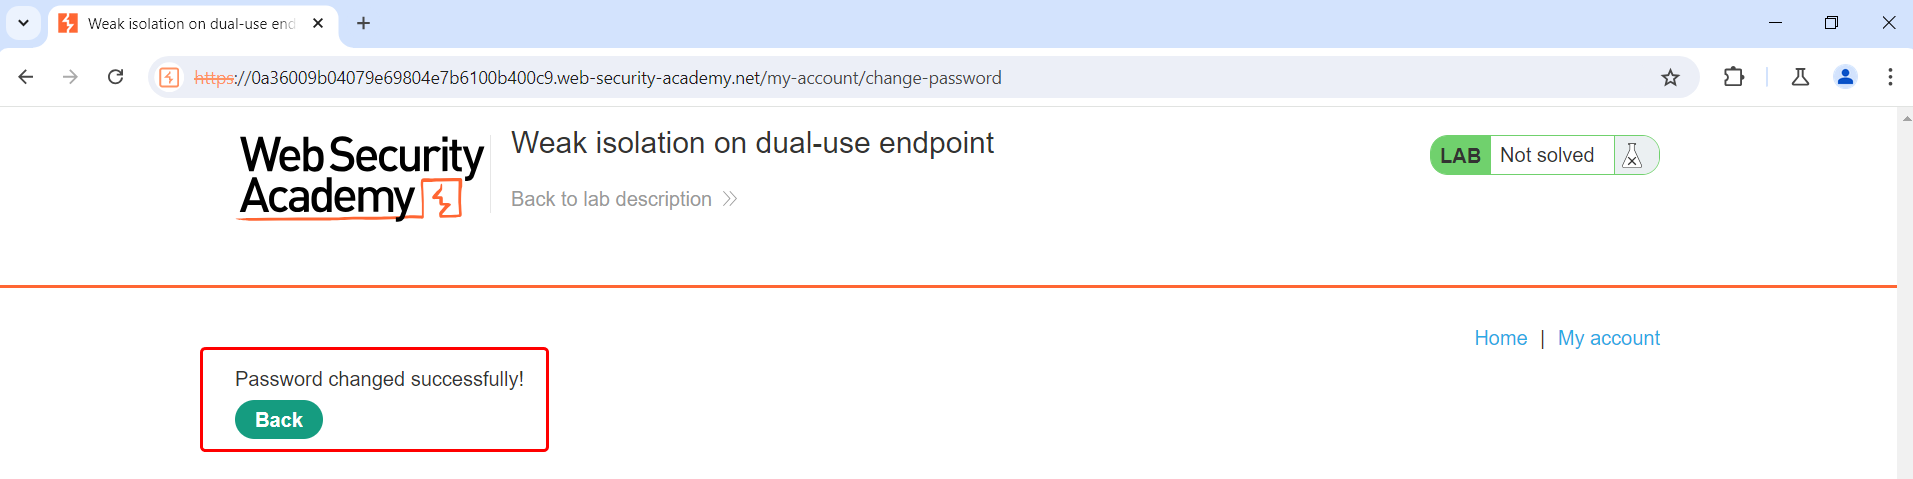 Weak isolation on dual-use end
https://0a36009b04079e69804e7b6100b400c9.web-security-academy.net/my-account/change-password
Web Security
Academy
Weak isolation on dual-use endpoint
Back to lab description
LAB Not solved
Home | My account
Password changed successfully!
Back